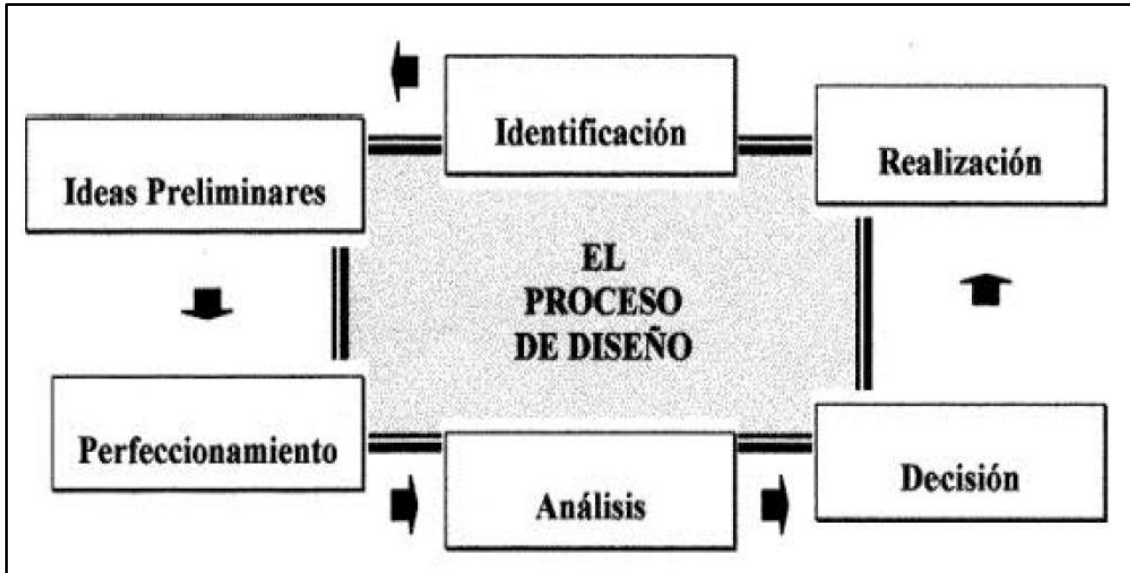 Identificación
Realización
Ideas Preliminares
EL
PROCESO
DE DISEÑO
Perfeccionamiento
Análisis
Decisión